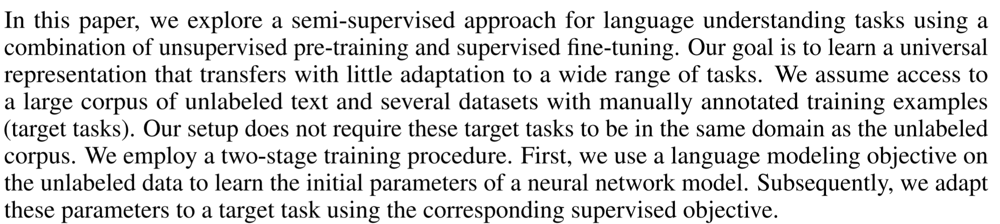 In this paper, we explore a semi-supervised approach for language understanding tasks using a
combination of unsupervised pre-training and supervised fine-tuning. Our goal is to learn a universal
representation that transfers with little adaptation to a wide range of tasks. We assume access to
a large corpus of unlabeled text and several datasets with manually annotated training examples
(target tasks). Our setup does not require these target tasks to be in the same domain as the unlabeled
corpus. We employ a two-stage training procedure. First, we use a language modeling objective on
the unlabeled data to learn the initial parameters of a neural network model. Subsequently, we adapt
these parameters to a target task using the corresponding supervised objective.